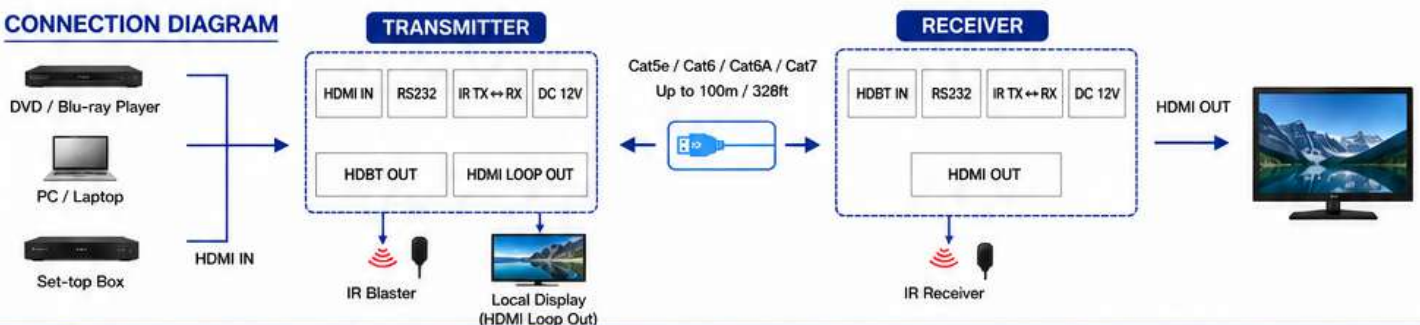 CONNECTION DIAGRAM
TRANSMITTER
RECEIVER
DVD / Blu-ray Player
PC / Laptop
Set-top Box
HDMI IN
HDMI IN
RS232
IR TX ↔ RX
DC 12V
HDBT OUT
HDMI LOOP OUT
IR Blaster
Local Display
(HDMI Loop Out)
Cat5e / Cat6 / Cat6A / Cat7
Up to 100m / 328ft
HDBT IN
RS232
IR TX ↔ RX
DC 12V
HDMI OUT
IR Receiver
HDMI OUT